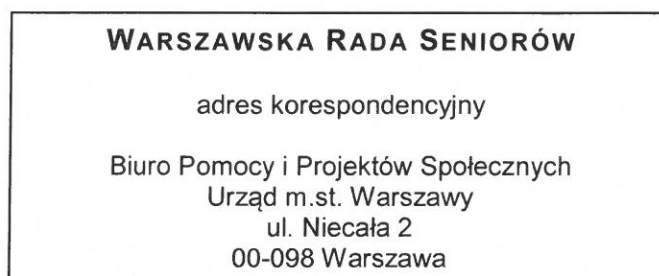 WARSZAWSKA RADA SENIORÓW
adres korespondencyjny
Biuro Pomocy i Projektów Społecznych
Urząd m.st. Warszawy
ul. Niecała 2
00-098 Warszawa